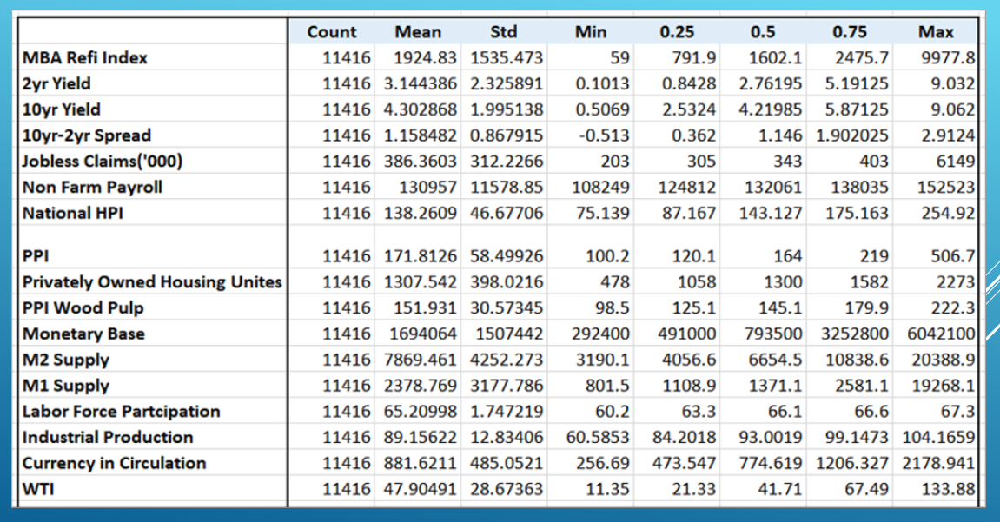 Count Mean Std Min 0.25 0.5 0.75 Max
MBA Refi Index 11416 1924.83 1535.473 59 791.9 1602.1 2475.7 9977.8
2yr Yield 11416 3.144386 2.325891 0.1013 0.8428 2.76195 5.19125 9.032
10yr Yield 11416 4.302868 1.995138 0.5069 2.5324 4.21985 5.87125 9.062
10yr-2yr Spread 11416 1.158482 0.867915 -0.513 0.362 1.146 1.902025 2.9124
Jobless Claims('000) 11416 386.3603 312.2266 203 305 343 403 6149
Non Farm Payroll 11416 130957 11578.85 108249 124812 132061 138035 152523
National HPI 11416 138.2609 46.67706 75.139 87.167 143.127 175.163 254.92
PPI 11416 171.8126 58.49926 100.2 120.1 164 219 506.7
Privately Owned Housing Unites 11416 1307.542 398.0216 478 1058 1300 1582 2273
PPI Wood Pulp 11416 151.931 30.57345 98.5 125.1 145.1 179.9 222.3
Monetary Base 11416 1694064 1507442 292400 491000 793500 3252800 6042100
M2 Supply 11416 7869.461 4252.273 3190.1 4056.6 6654.5 10838.6 20388.9
M1 Supply 11416 2378.769 3177.786 801.5 1108.9 1371.1 2581.1 19268.1
Labor Force Partcipation 11416 65.20998 1.747219 60.2 63.3 66.1 66.6 67.3
Industrial Production 11416 89.15622 12.83406 60.5853 84.2018 93.0019 99.1473 104.1659
Currency in Circulation 11416 881.6211 485.0521 256.69 473.547 774.619 1206.327 2178.941
WTI 11416 47.90491 28.67363 11.35 21.33 41.71 67.49 133.88